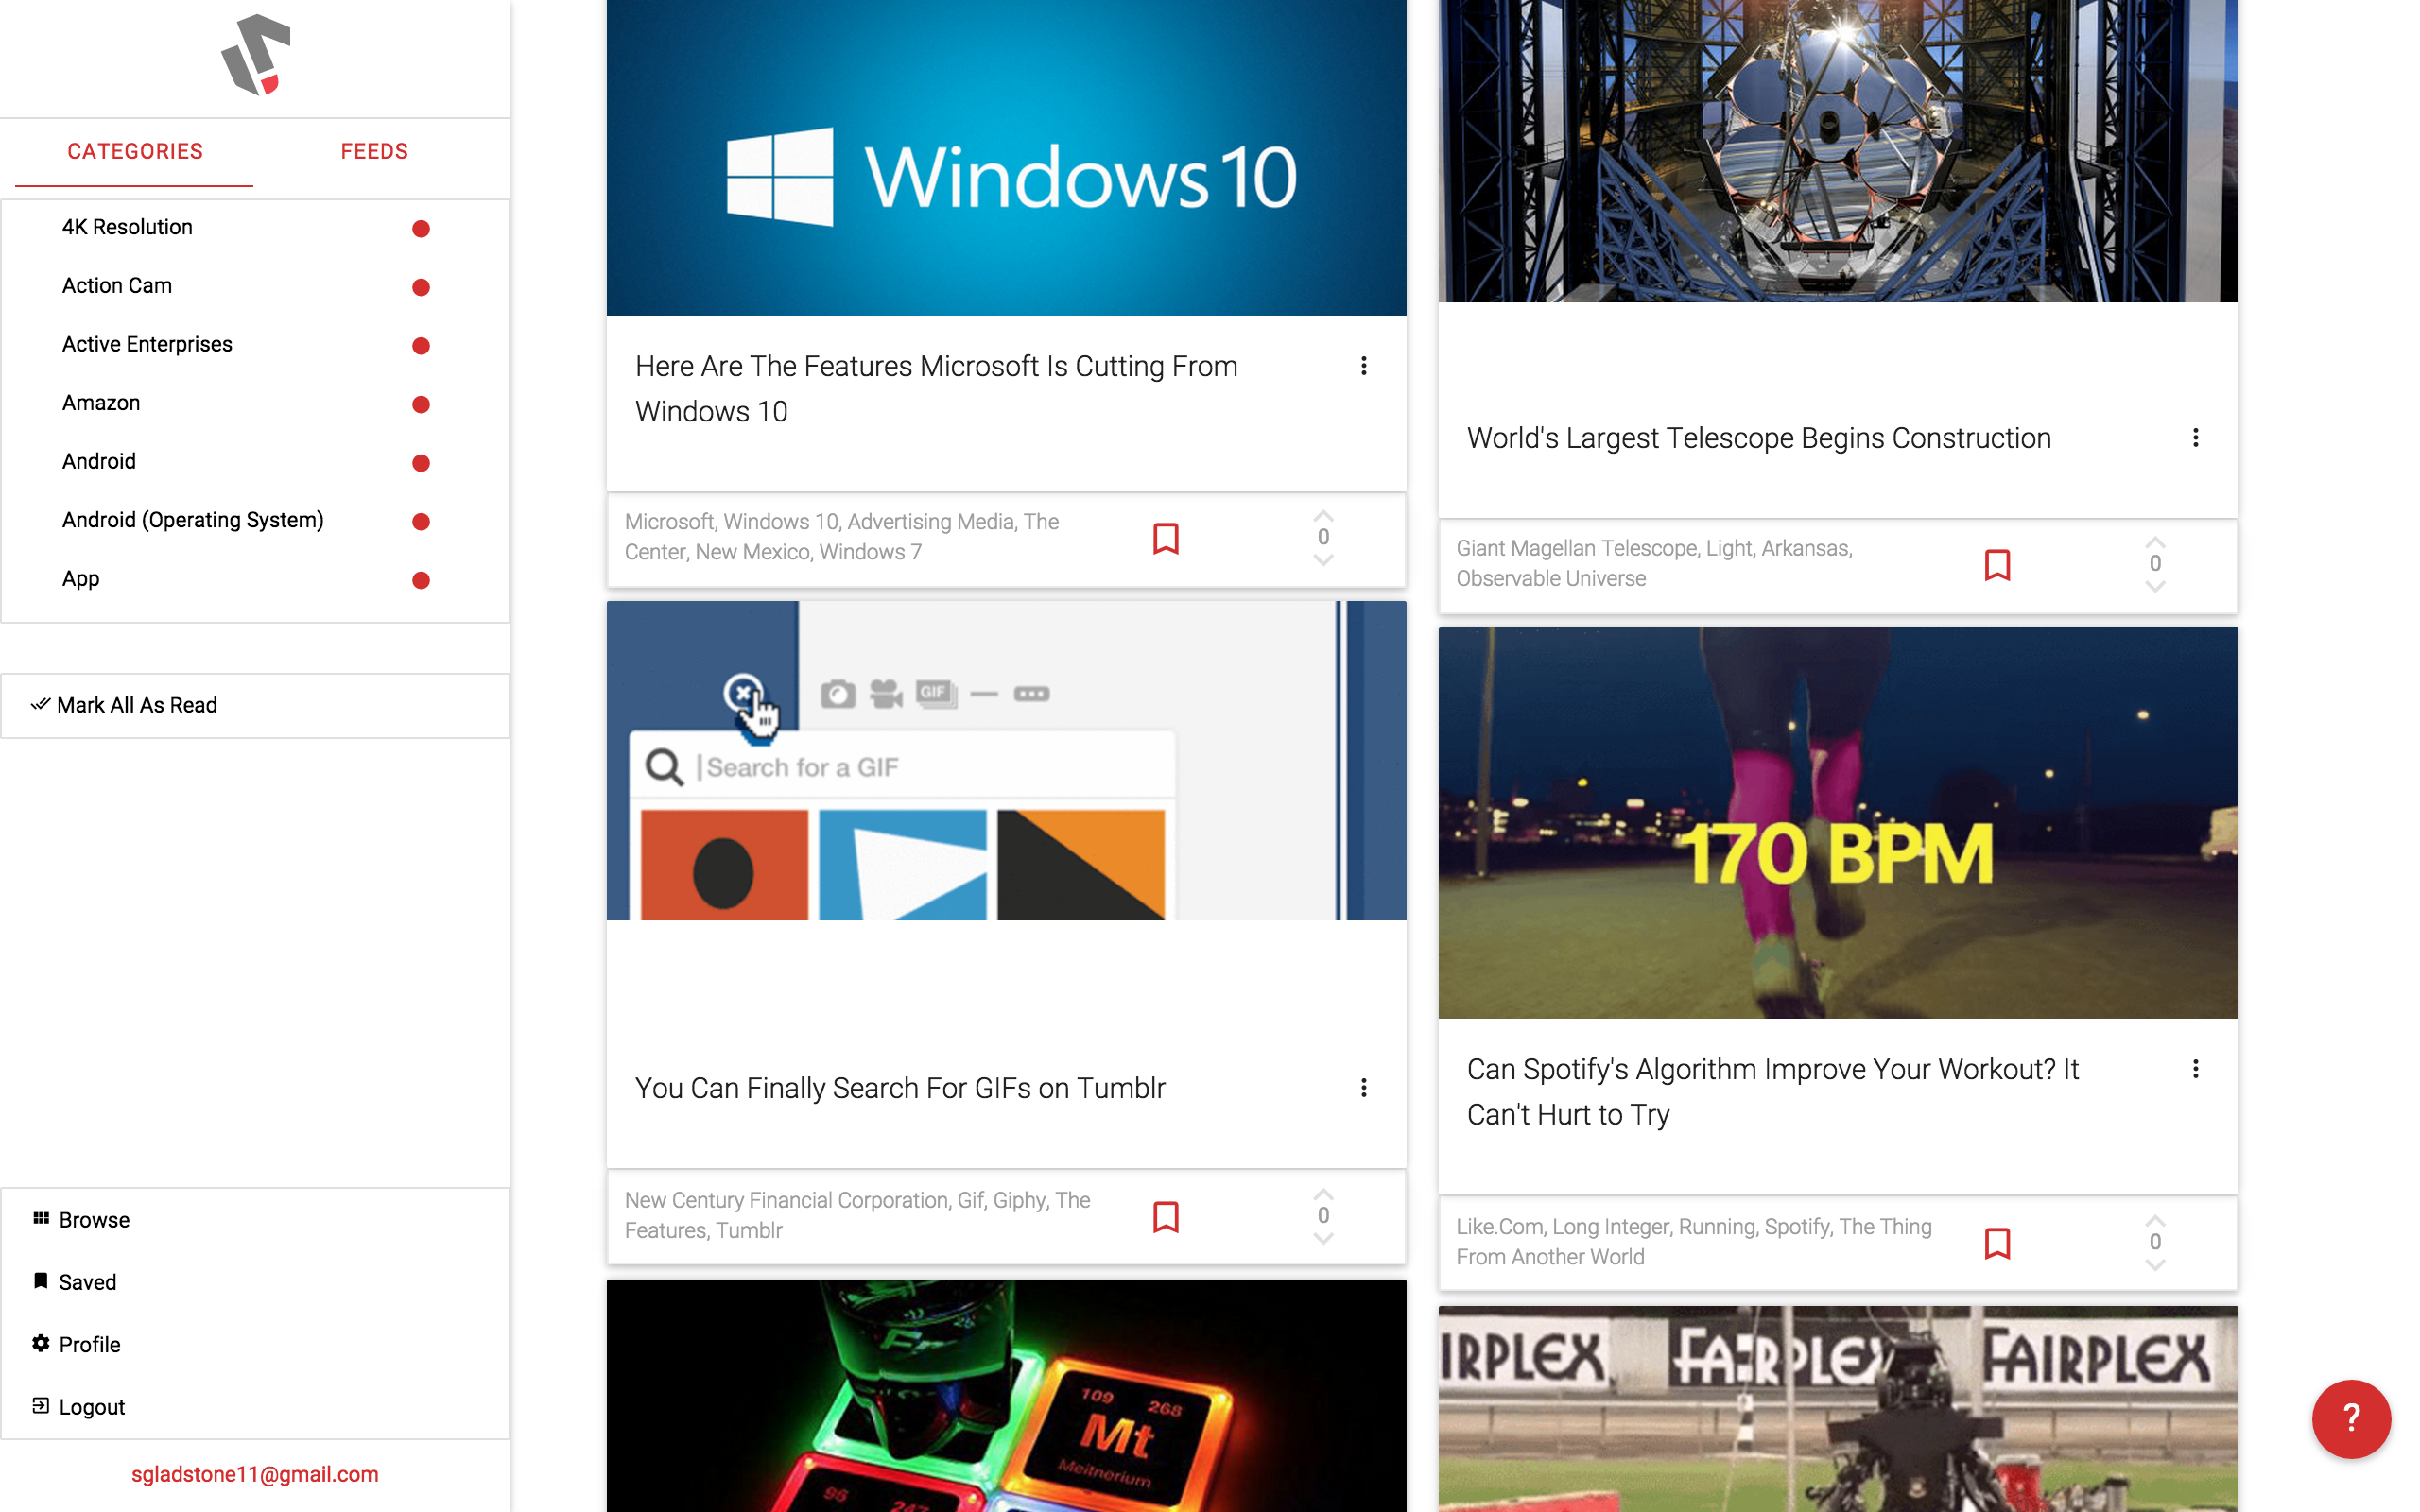 CATEGORIES
FEEDS
4K Resolution
Action Cam
Active Enterprises
Amazon
Android
Android (Operating System)
App
Mark All As Read
Browse
Saved
Profile
Logout
sgladstone11@gmail.com
Windows 10
Here Are The Features Microsoft Is Cutting From
Windows 10
Microsoft, Windows 10, Advertising Media, The
Center, New Mexico, Windows 7
0
GIF
Search for a GIF
You Can Finally Search For GIFs on Tumblr
New Century Financial Corporation, Gif, Giphy, The
Features, Tumblr
0
109
268
Mt
Meitnerium
96
247
World's Largest Telescope Begins Construction
Giant Magellan Telescope, Light, Arkansas,
Observable Universe
0
170 BPM
Can Spotify's Algorithm Improve Your Workout? It
Can't Hurt to Try
Like.Com, Long Integer, Running, Spotify, The Thing
From Another World
0
IRPLEX
FAIRPLEX
FAIRPLEX
?